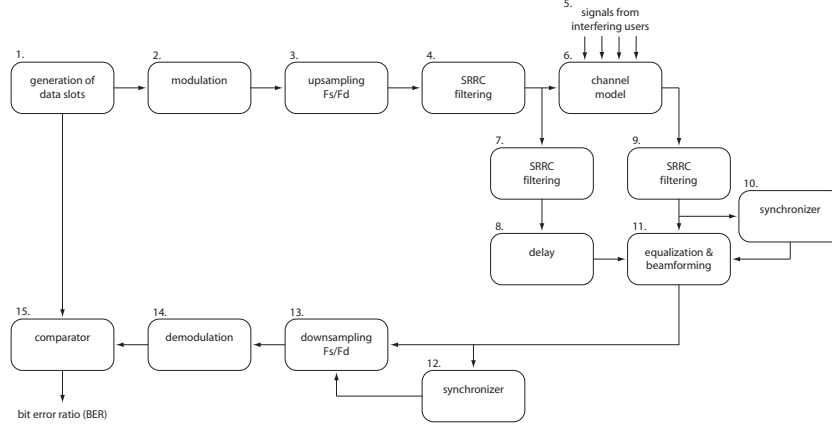 5.
signals from
interfering users
1.
generation of
data slots
2.
modulation
3.
upsampling
Fs/Fd
4.
SRRC
filtering
6.
channel
model
7.
SRRC
filtering
9.
SRRC
filtering
10.
synchronizer
8.
delay
11.
equalization &
beamforming
15.
comparator
14.
demodulation
13.
downsampling
Fs/Fd
12.
synchronizer
bit error ratio (BER)